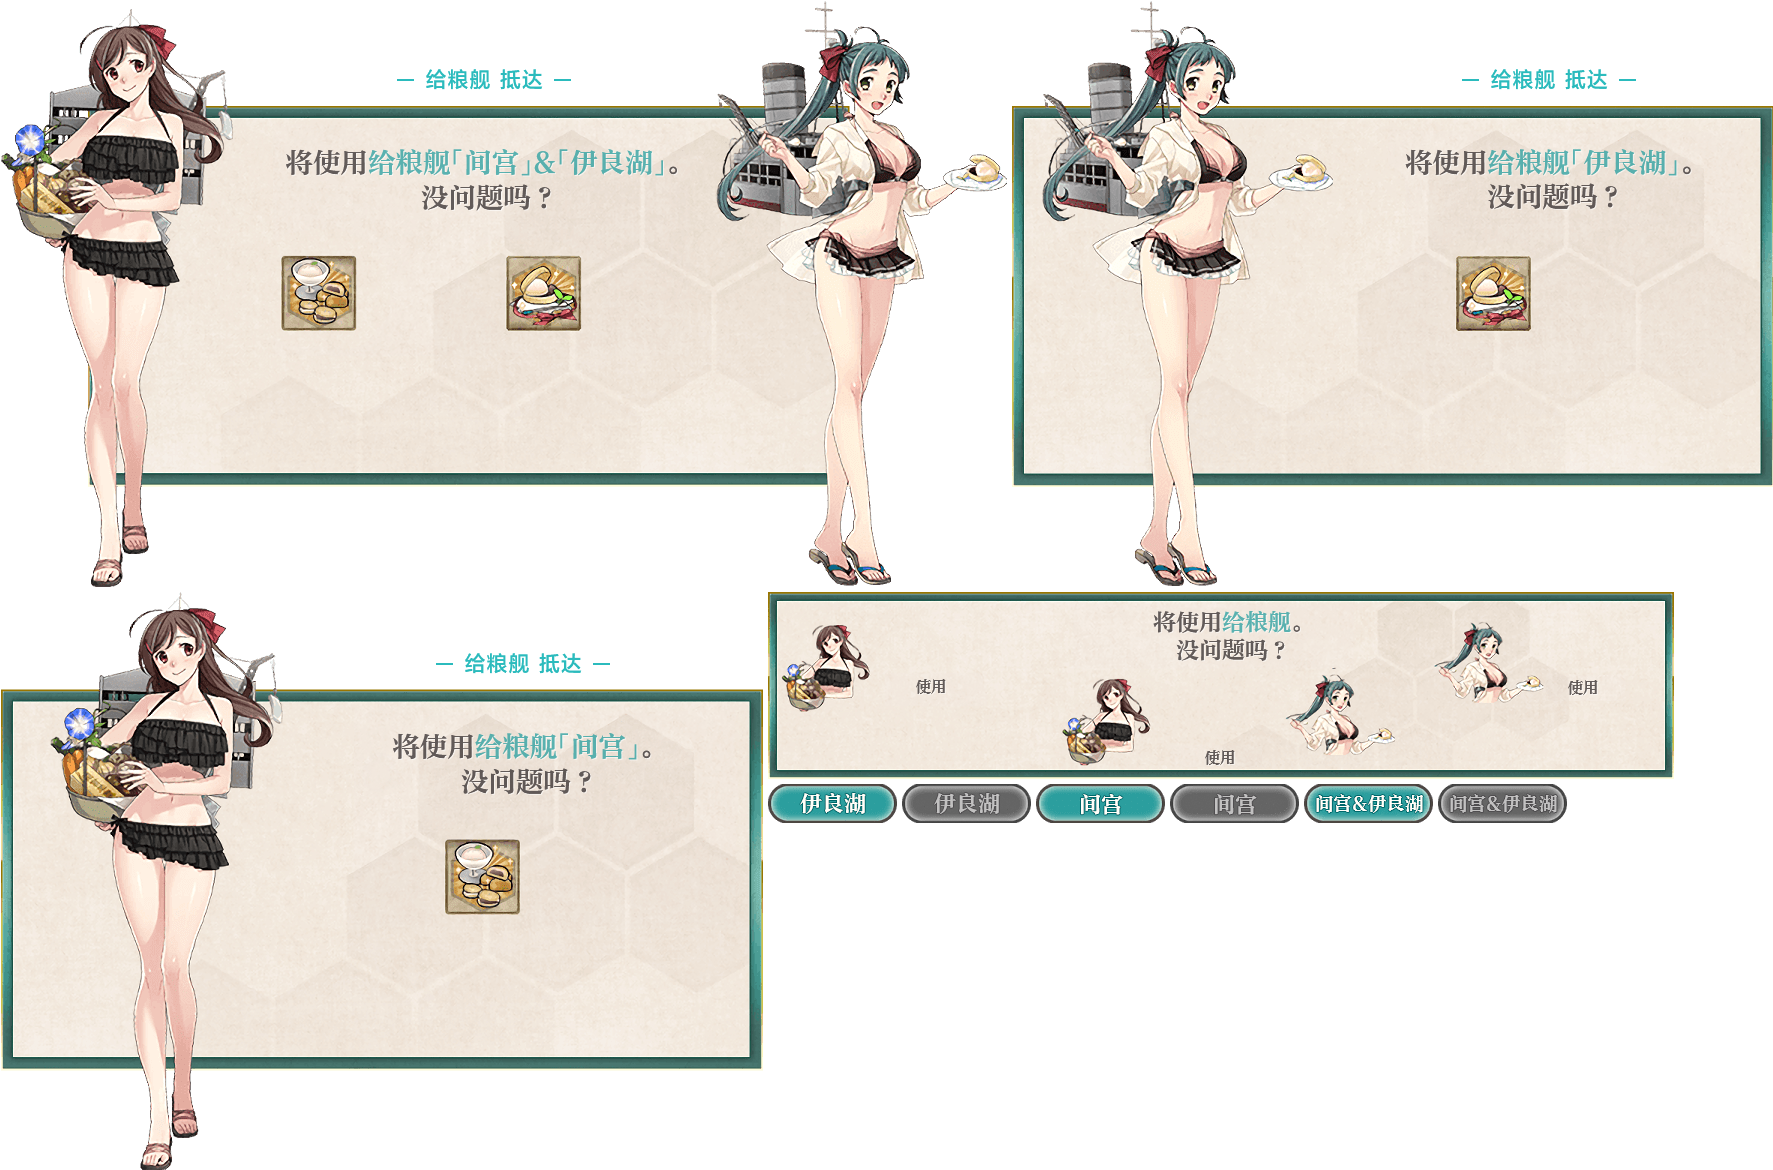 — 给粮舰 抵达 —
将使用给粮舰「间宫」&「伊良湖」。
没问题吗？
— 给粮舰 抵达 —
将使用给粮舰「伊良湖」。
没问题吗？
— 给粮舰 抵达 —
将使用给粮舰「间宫」。
没问题吗？
将使用给粮舰。
没问题吗？
使用
使用
使用
伊良湖
伊良湖
间宫
间宫
间宫&伊良湖
间宫&伊良湖